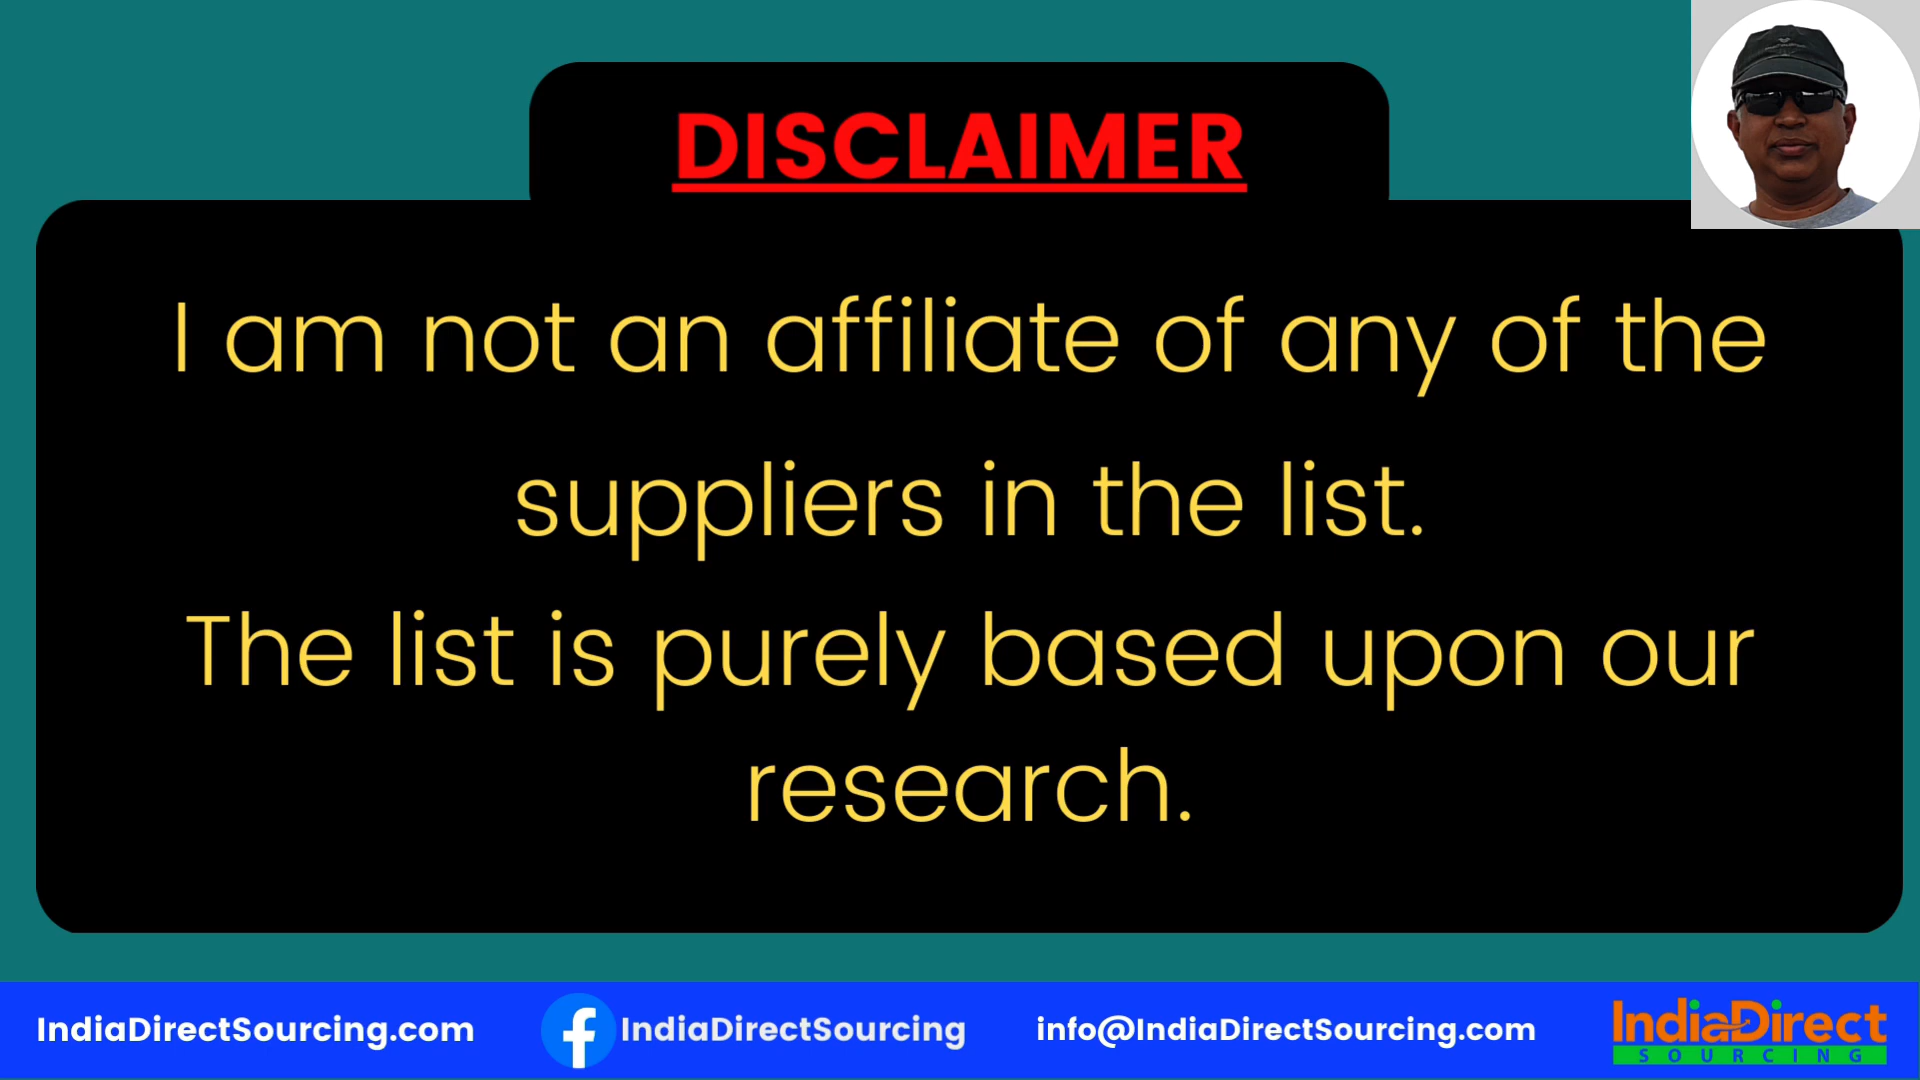 DISCLAIMER
I am not an affiliate of any of the
suppliers in the list.
The list is purely based upon our
research.
IndiaDirectSourcing.com
f IndiaDirectSourcing
info@IndiaDirectSourcing.com
IndiaDirect
SOURCING